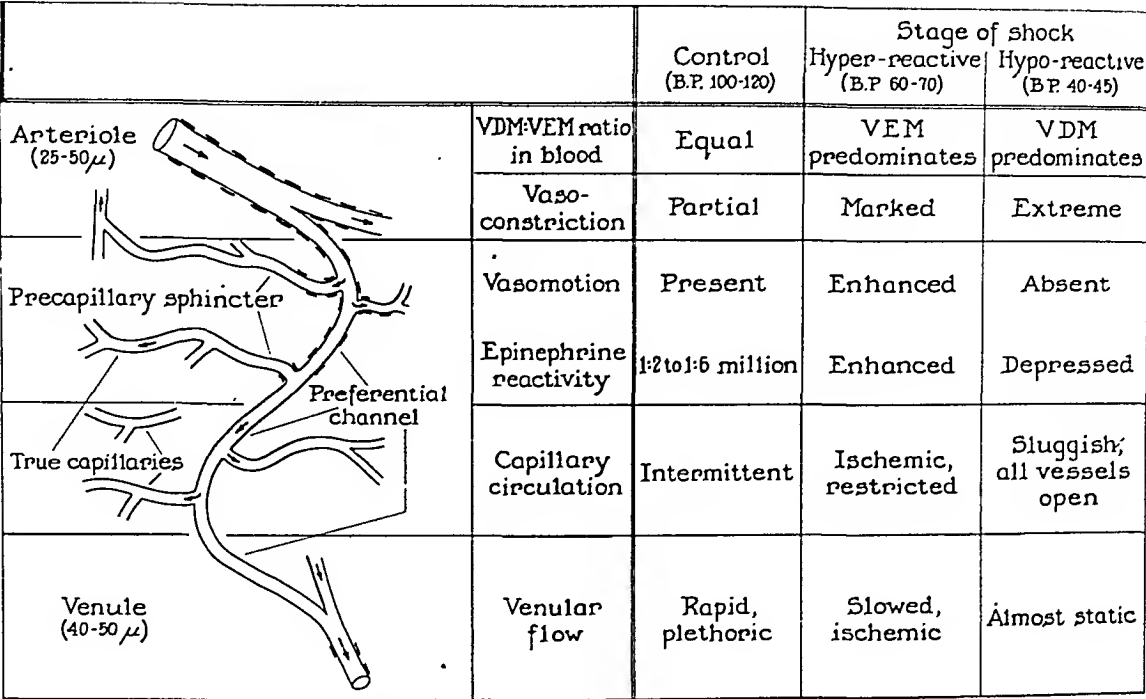 Stage of shock
Control
(B.P. 100-120)
Hyper-reactive
(B.P 60-70)
Hypo-reactive
(B P. 40-45)
Arteriole
(25-50μ)
VDM:VEM ratio
in blood
Equal
VEM
predominates
VDM
predominates
Vaso-
constriction
Partial
Marked
Extreme
Precapillary sphincter
Vasomotion
Present
Enhanced
Absent
Epinephrine
reactivity
1:2 to 1:6 million
Enhanced
Depressed
Preferential
channel
True capillaries
Capillary
circulation
Intermittent
Ischemic,
restricted
Sluggish;
all vessels
open
Venule
(40-50 μ)
Venular
flow
Rapid,
plethoric
Slowed,
ischemic
Almost static